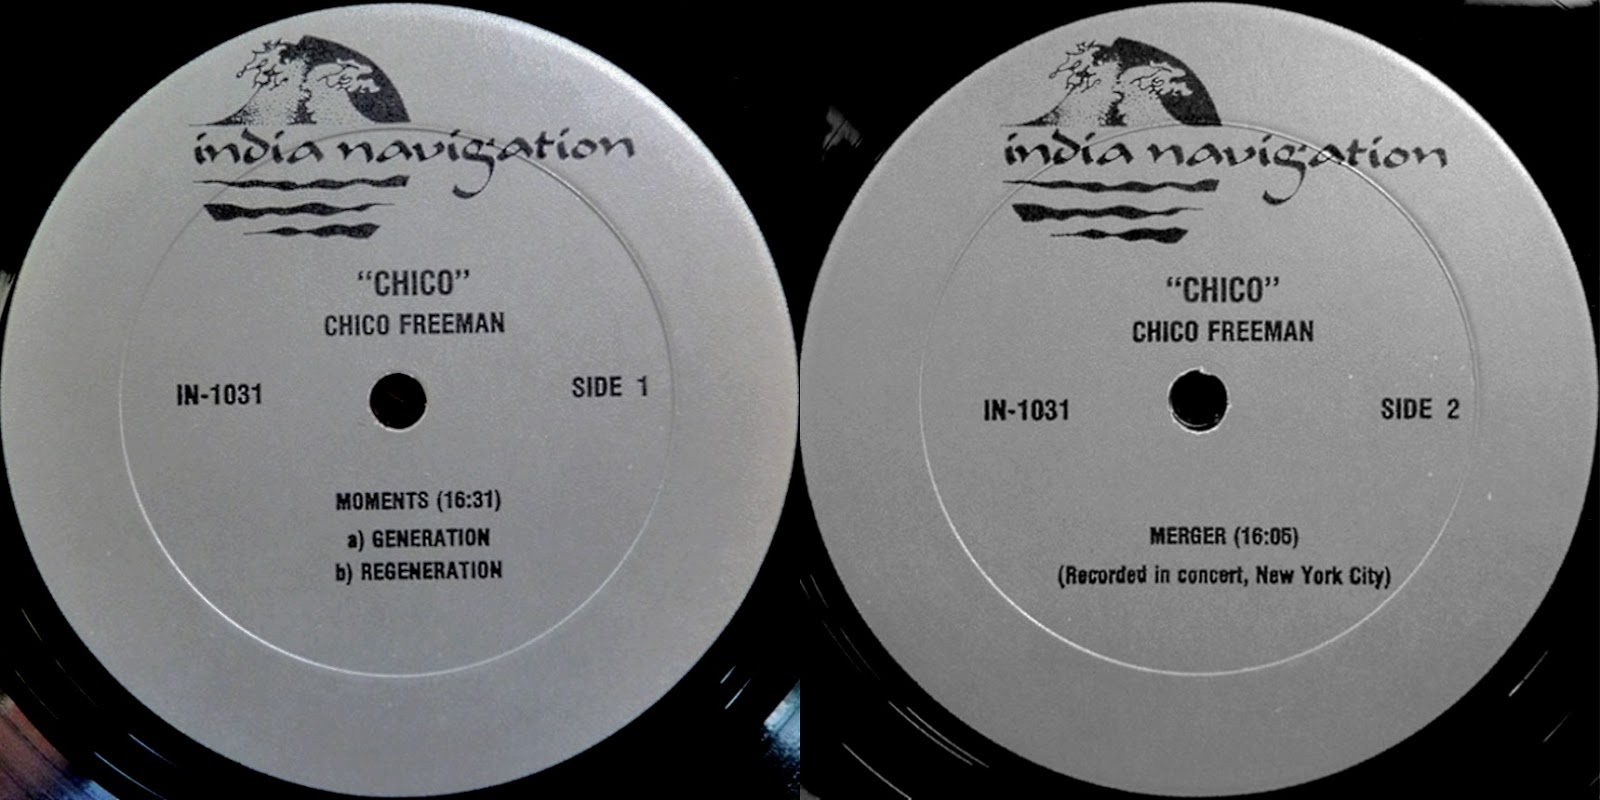 india navigation
"CHICO"
CHICO FREEMAN
IN-1031
SIDE 1
MOMENTS (16:31)
a) GENERATION
b) REGENERATION
india navigation
"CHICO"
CHICO FREEMAN
IN-1031
SIDE 2
MERGER (16:05)
(Recorded in concert, New York City)